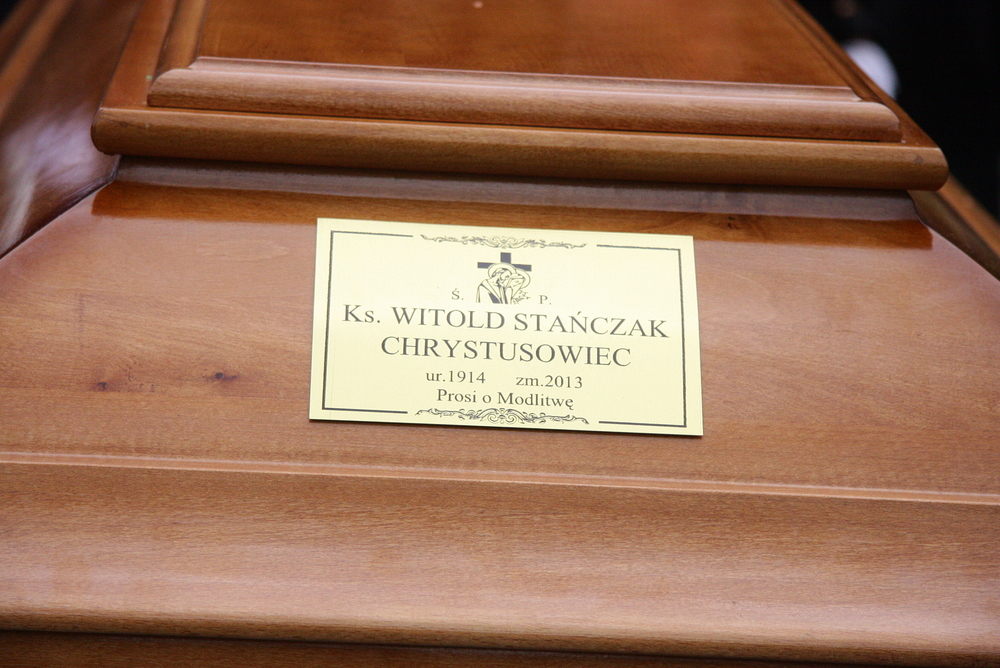 Ś. P.
Ks. WITOLD STAŃCZAK
CHRYSTUSOWIEC
ur.1914 zm.2013
Prosi o Modlitwę